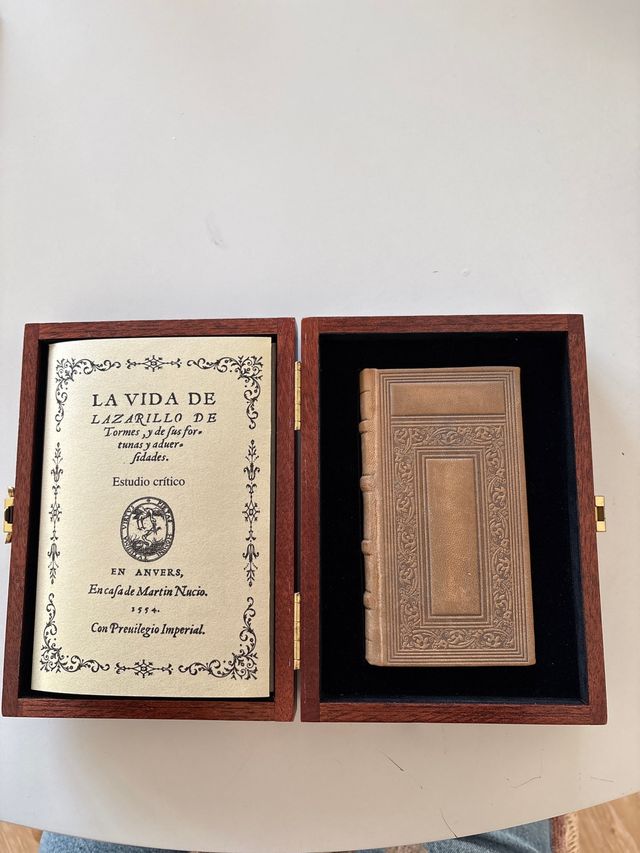 LA VIDA DE
LAZARILLO DE
Tormes, y de ſus for-
tunas y aduer-
ſidades.
Estudio crítico
EN ANVERS,
En caſa de Martin Nucio.
1554.
Con Preuilegio Imperial.